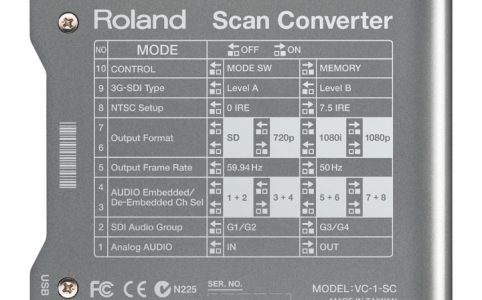 Roland Scan Converter
NO MODE OFF ON
10 CONTROL MODE SW MEMORY
9 3G-SDI Type Level A Level B
8 NTSC Setup 0 IRE 7.5 IRE
7
6 Output Format SD 720p 1080i 1080p
5 Output Frame Rate 59.94Hz 50Hz
4 AUDIO Embedded/
3 De-Embedded Ch Sel 1 + 2 3 + 4 5 + 6 7 + 8
2 SDI Audio Group G1/G2 G3/G4
1 Analog AUDIO IN OUT
USB
FC CE N225 SER. NO. MODEL: VC-1-SC
MADE IN TAIWAN